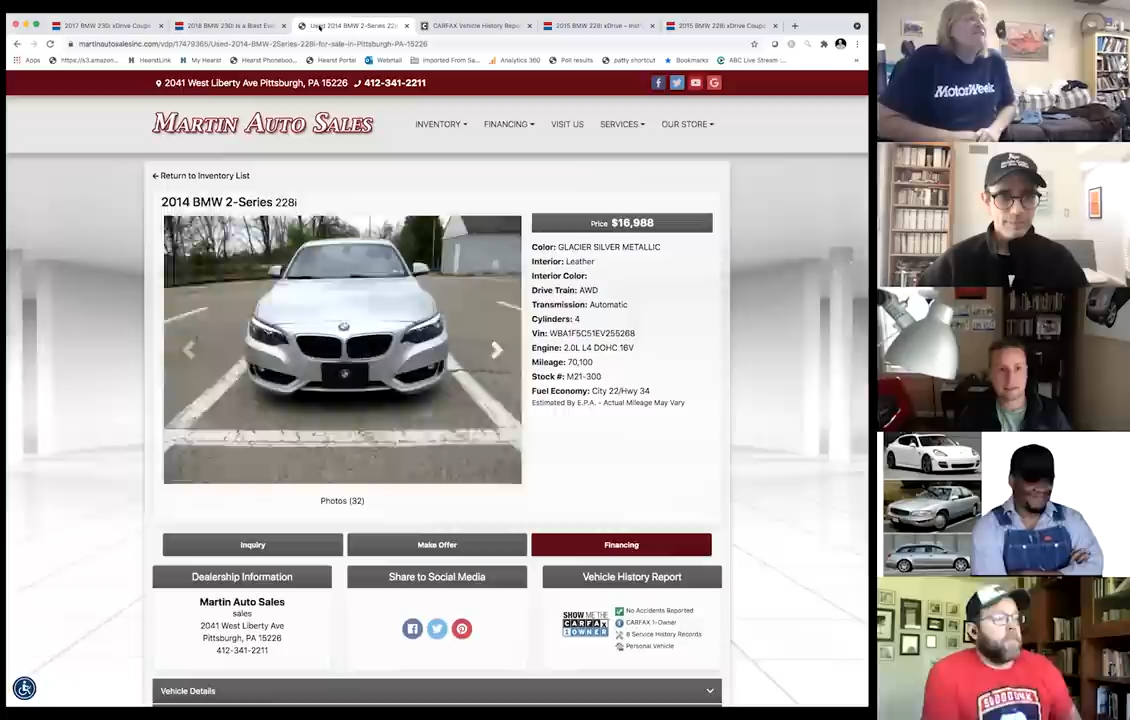 2017 BMW 230i xDrive Coupe
2018 BMW 230i is a Blast Eve
Used 2014 BMW 2-Series 228
CARFAX Vehicle History Repo
2015 BMW 228i xDrive – Instr
2015 BMW 228i xDrive Coupe
martinautosalesinc.com/vdp/17479365/Used-2014-BMW-2Series-228i-for-sale-in-Pittsburgh-PA-15226
Apps
https://s3.amazon...
HearstLink
My Hearst
Hearst Phoneboo...
Hearst Portal
Webmail
Imported From Sa...
Analytics 360
Poll results
patty shortcut
Bookmarks
ABC Live Stream :...
»
2041 West Liberty Ave Pittsburgh, PA 15226 412-341-2211
MARTIN AUTO SALES
INVENTORY FINANCING VISIT US SERVICES OUR STORE
Return to Inventory List
2014 BMW 2-Series 228i
Price $16,988
Color: GLACIER SILVER METALLIC
Interior: Leather
Interior Color:
Drive Train: AWD
Transmission: Automatic
Cylinders: 4
Vin: WBA1F5C51EV255268
Engine: 2.0L L4 DOHC 16V
Mileage: 70,100
Stock #: M21-300
Fuel Economy: City 22/Hwy 34
Estimated By E.P.A. - Actual Mileage May Vary
Photos (32)
Inquiry
Make Offer
Financing
Dealership Information
Martin Auto Sales
sales
2041 West Liberty Ave
Pittsburgh, PA 15226
412-341-2211
Share to Social Media
Vehicle History Report
SHOW ME THE
CARFAX
1 OWNER
No Accidents Reported
CARFAX 1-Owner
8 Service History Records
Personal Vehicle
Vehicle Details
MotorWeek